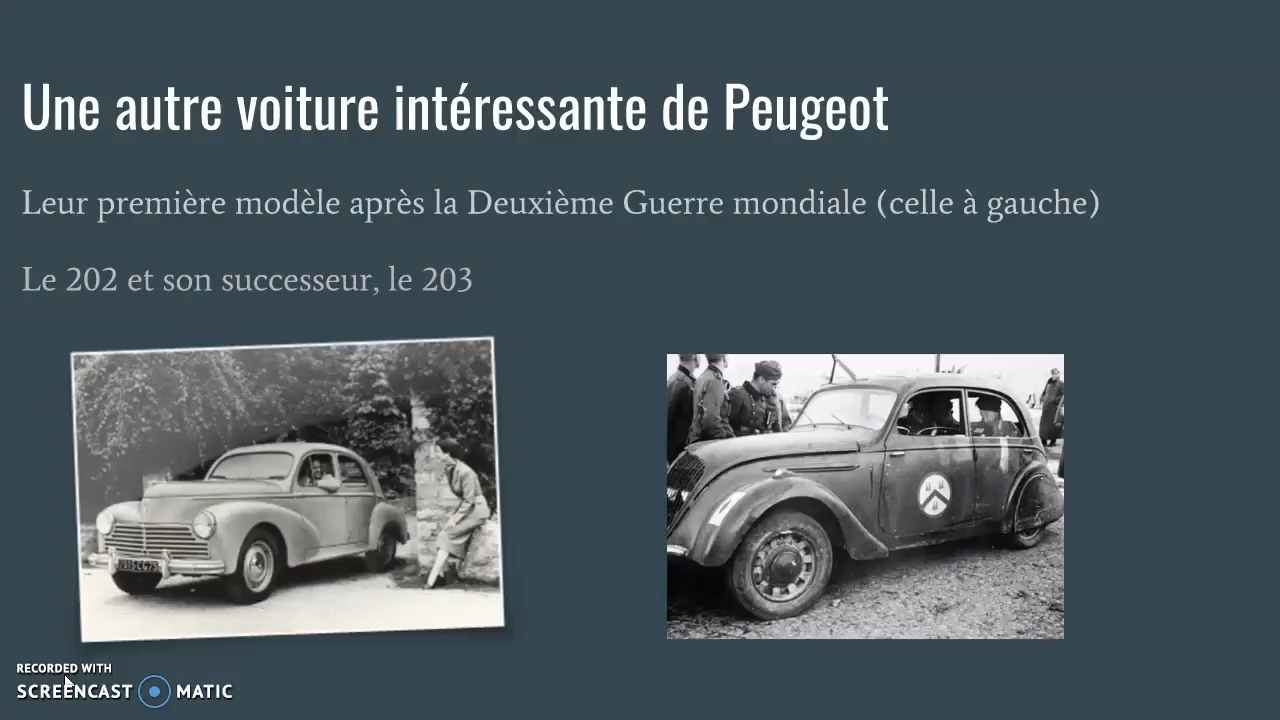 Une autre voiture intéressante de Peugeot
Leur première modèle après la Deuxième Guerre mondiale (celle à gauche)
Le 202 et son successeur, le 203
RECORDED WITH
SCREENCAST MATIC